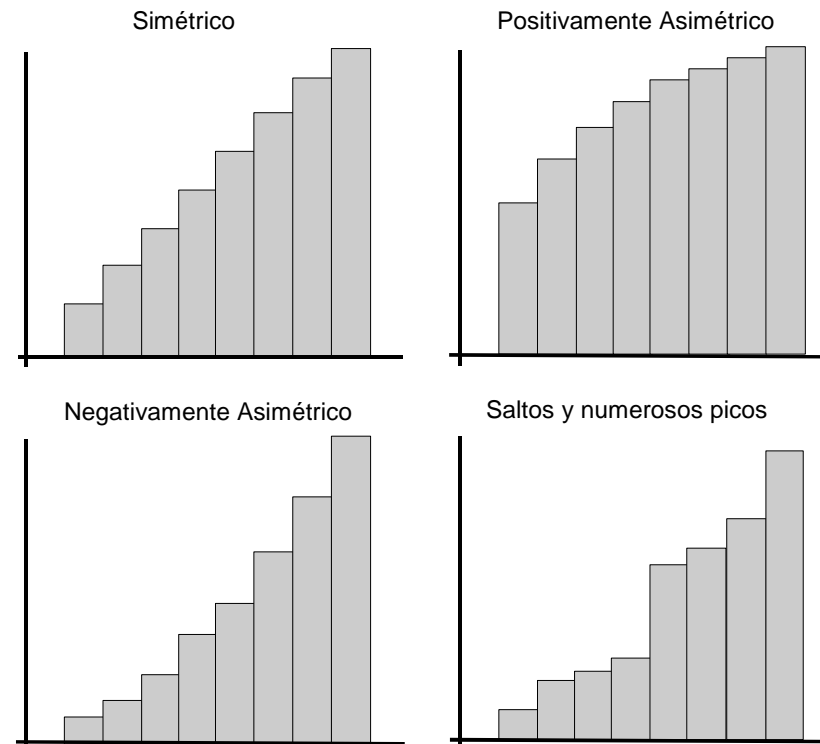 Simétrico
Positivamente Asimétrico
Negativamente Asimétrico
Saltos y numerosos picos